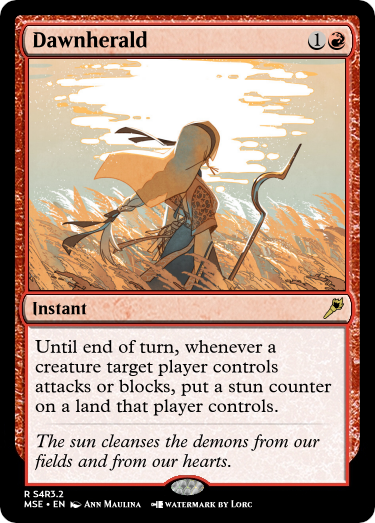 Dawnherald
1
Instant
Until end of turn, whenever a
creature target player controls
attacks or blocks, put a stun counter
on a land that player controls.
The sun cleanses the demons from our
fields and from our hearts.
R S4R3.2
MSE • EN Ann Maulina watermark by Lorc